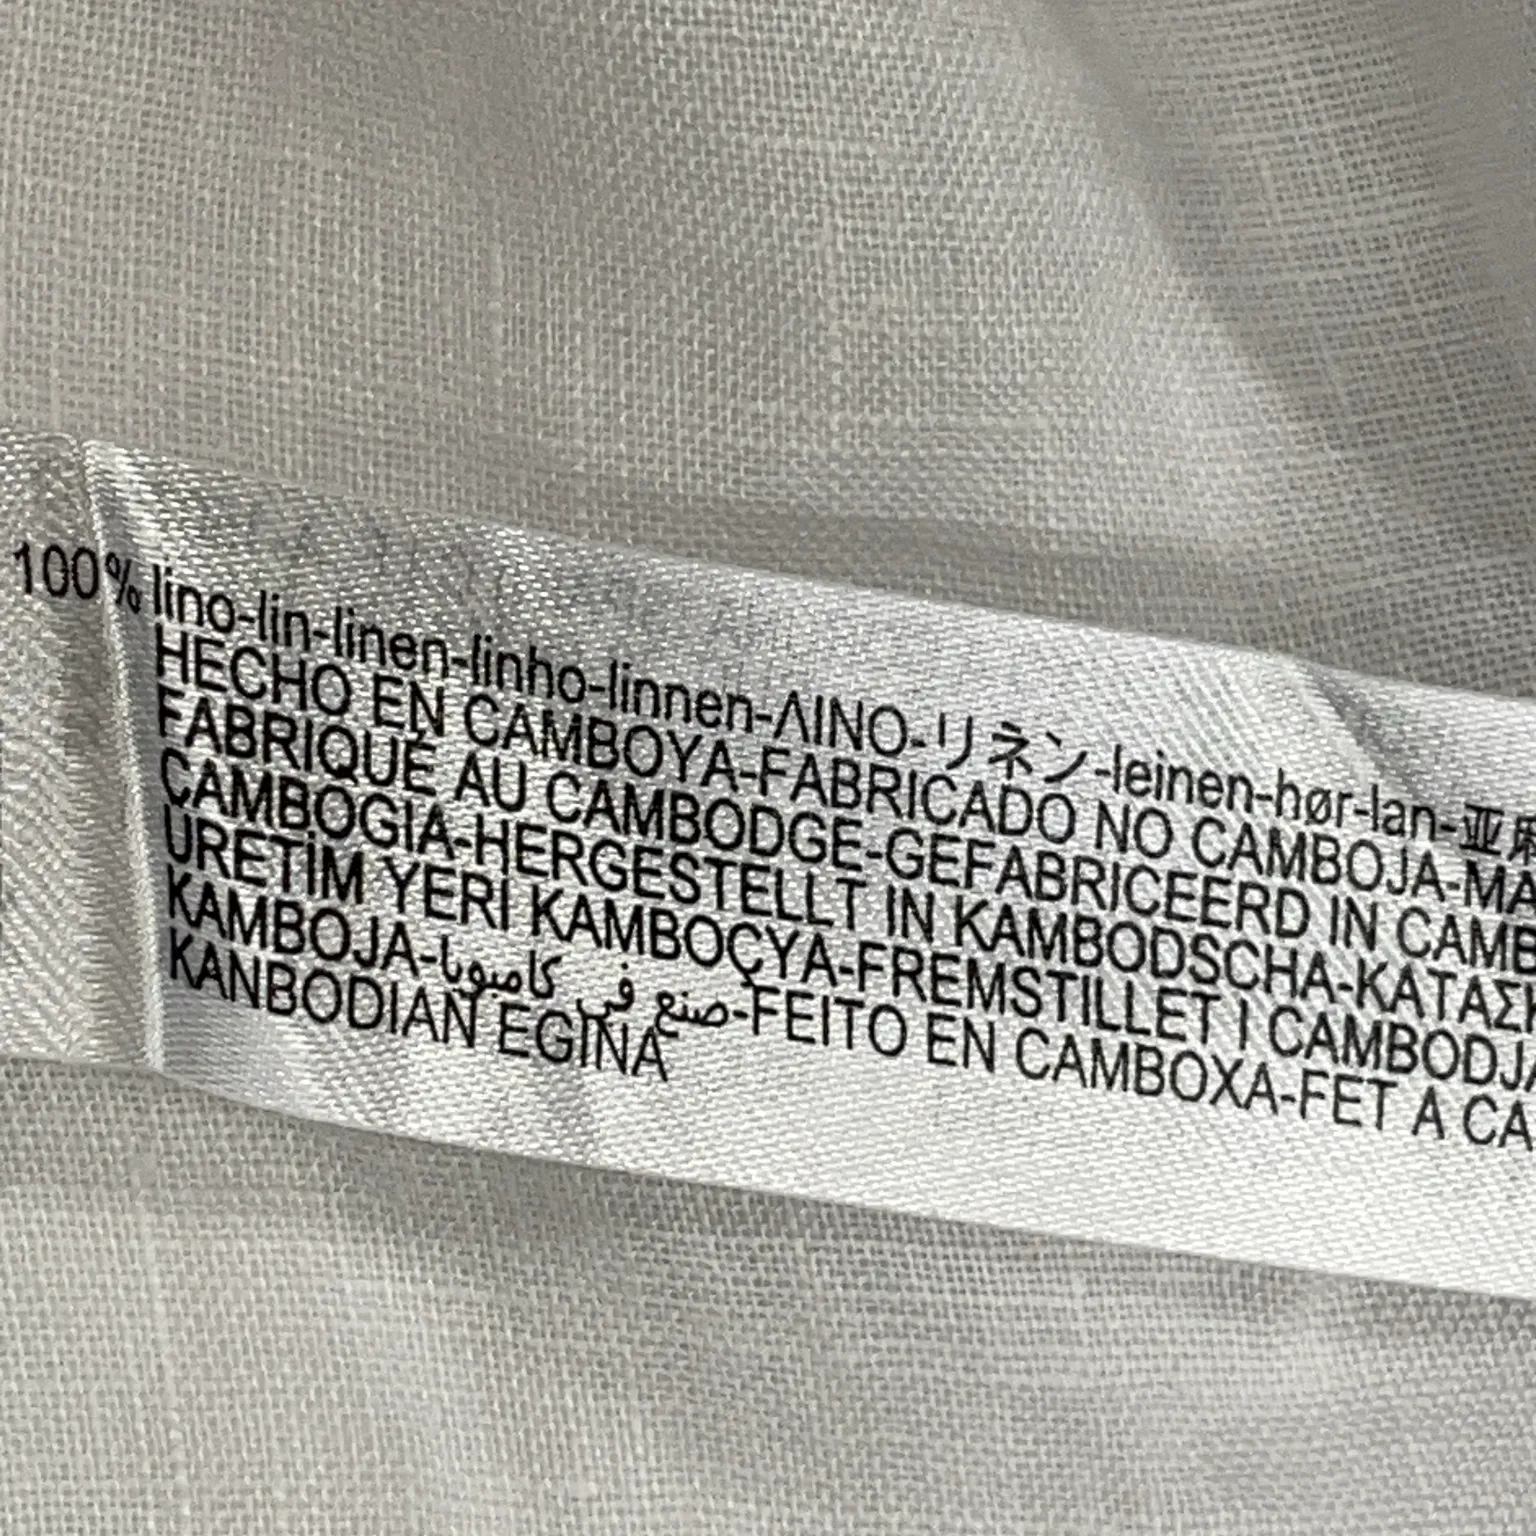 100% lino-lin-linen-linho-linnen-ΛΙΝΟ-リネン-leinen-hør-lan-亚麻
HECHO EN CAMBOYA-FABRICADO NO CAMBOJA-MA
FABRIQUÉ AU CAMBODGE-GEFABRICEERD IN CAMB
CAMBOGIA-HERGESTELLT IN KAMBODSCHA-ΚΑΤΑΣΚ
ÜRETİM YERİ KAMBOÇYA-FREMSTILLET I CAMBODJA
KAMBOJA-صنع في كامبوديا-FEITO EN CAMBOXA-FET A CA
KANBODIAN EGINA